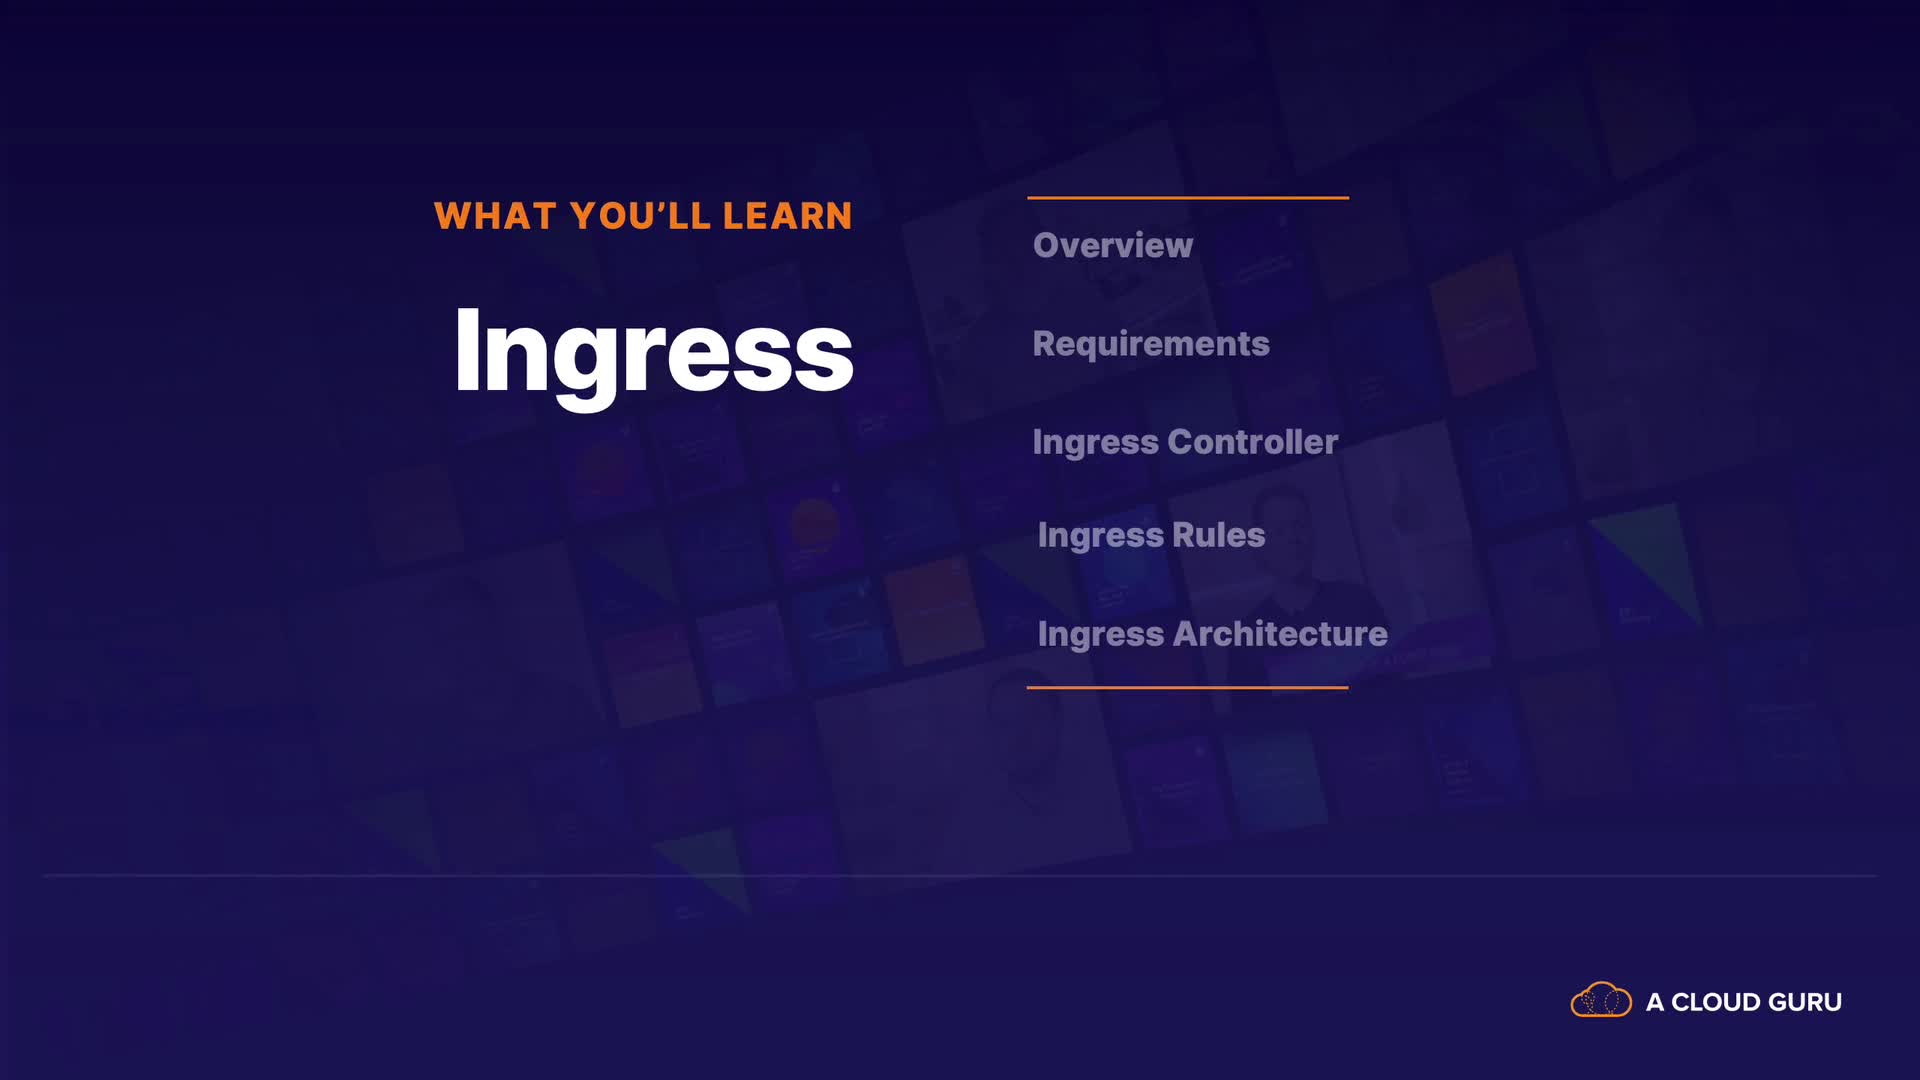 WHAT YOU’LL LEARN
Ingress
Overview
Requirements
Ingress Controller
Ingress Rules
Ingress Architecture
A CLOUD GURU